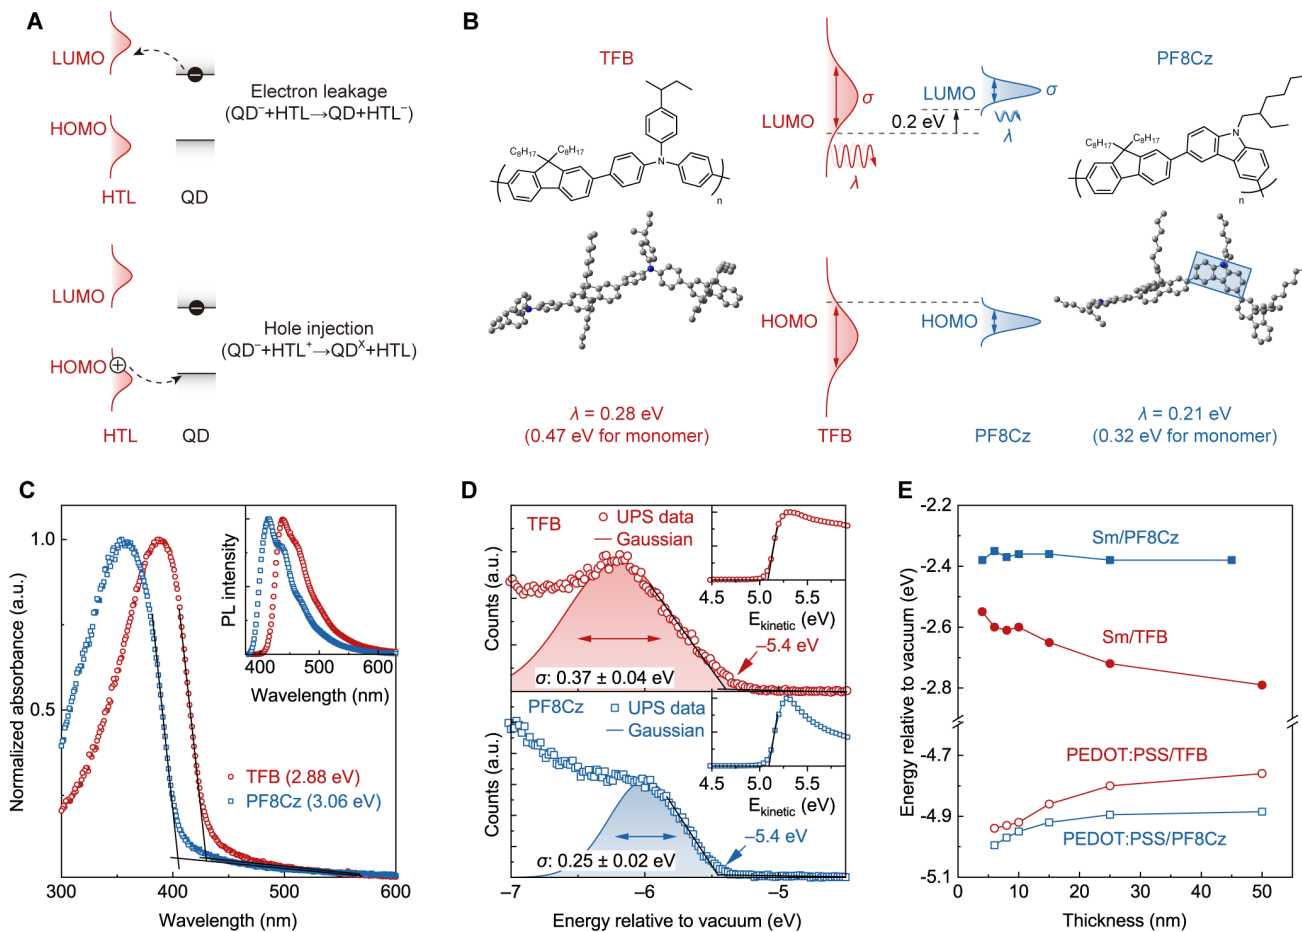 A
LUMO
HOMO
HTL
QD
Electron leakage
(QD⁻+HTL→QD+HTL⁻)
LUMO
HOMO
HTL
QD
Hole injection
(QD⁻+HTL⁺→QDˣ+HTL)
B
TFB
C₈H₁₇
C₈H₁₇
N
n
LUMO
σ
λ
0.2 eV
LUMO
σ
λ
PF8Cz
C₈H₁₇
C₈H₁₇
N
n
HOMO
HOMO
λ = 0.28 eV
(0.47 eV for monomer)
TFB
PF8Cz
λ = 0.21 eV
(0.32 eV for monomer)
C
Normalized absorbance (a.u.)
1.0
0.5
300
400
500
600
Wavelength (nm)
TFB (2.88 eV)
PF8Cz (3.06 eV)
PL intensity
400
500
600
Wavelength (nm)
D
TFB
UPS data
Gaussian
Counts (a.u.)
σ: 0.37 ± 0.04 eV
−5.4 eV
4.5
5.0
5.5
Ekinetic (eV)
PF8Cz
UPS data
Gaussian
Counts (a.u.)
σ: 0.25 ± 0.02 eV
−5.4 eV
4.5
5.0
5.5
Ekinetic (eV)
−7
−6
−5
Energy relative to vacuum (eV)
E
Energy relative to vacuum (eV)
-2.2
-2.4
-2.6
-2.8
-4.7
-4.9
-5.1
Sm/PF8Cz
Sm/TFB
PEDOT:PSS/TFB
PEDOT:PSS/PF8Cz
0
10
20
30
40
50
Thickness (nm)